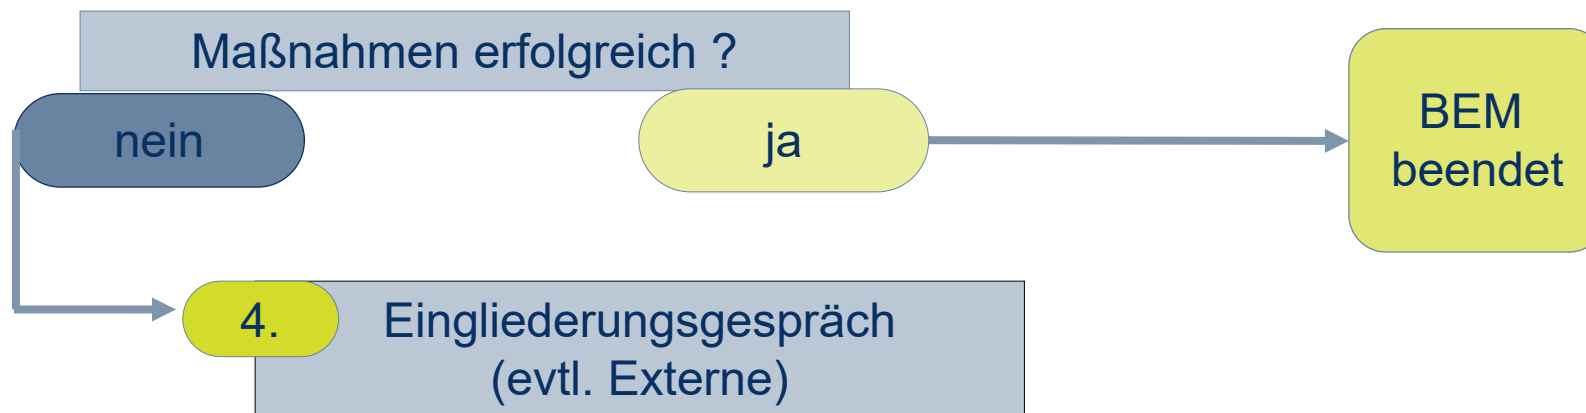 Maßnahmen erfolgreich ?
nein
ja
BEM
beendet
4.
Eingliederungsgespräch
(evtl. Externe)